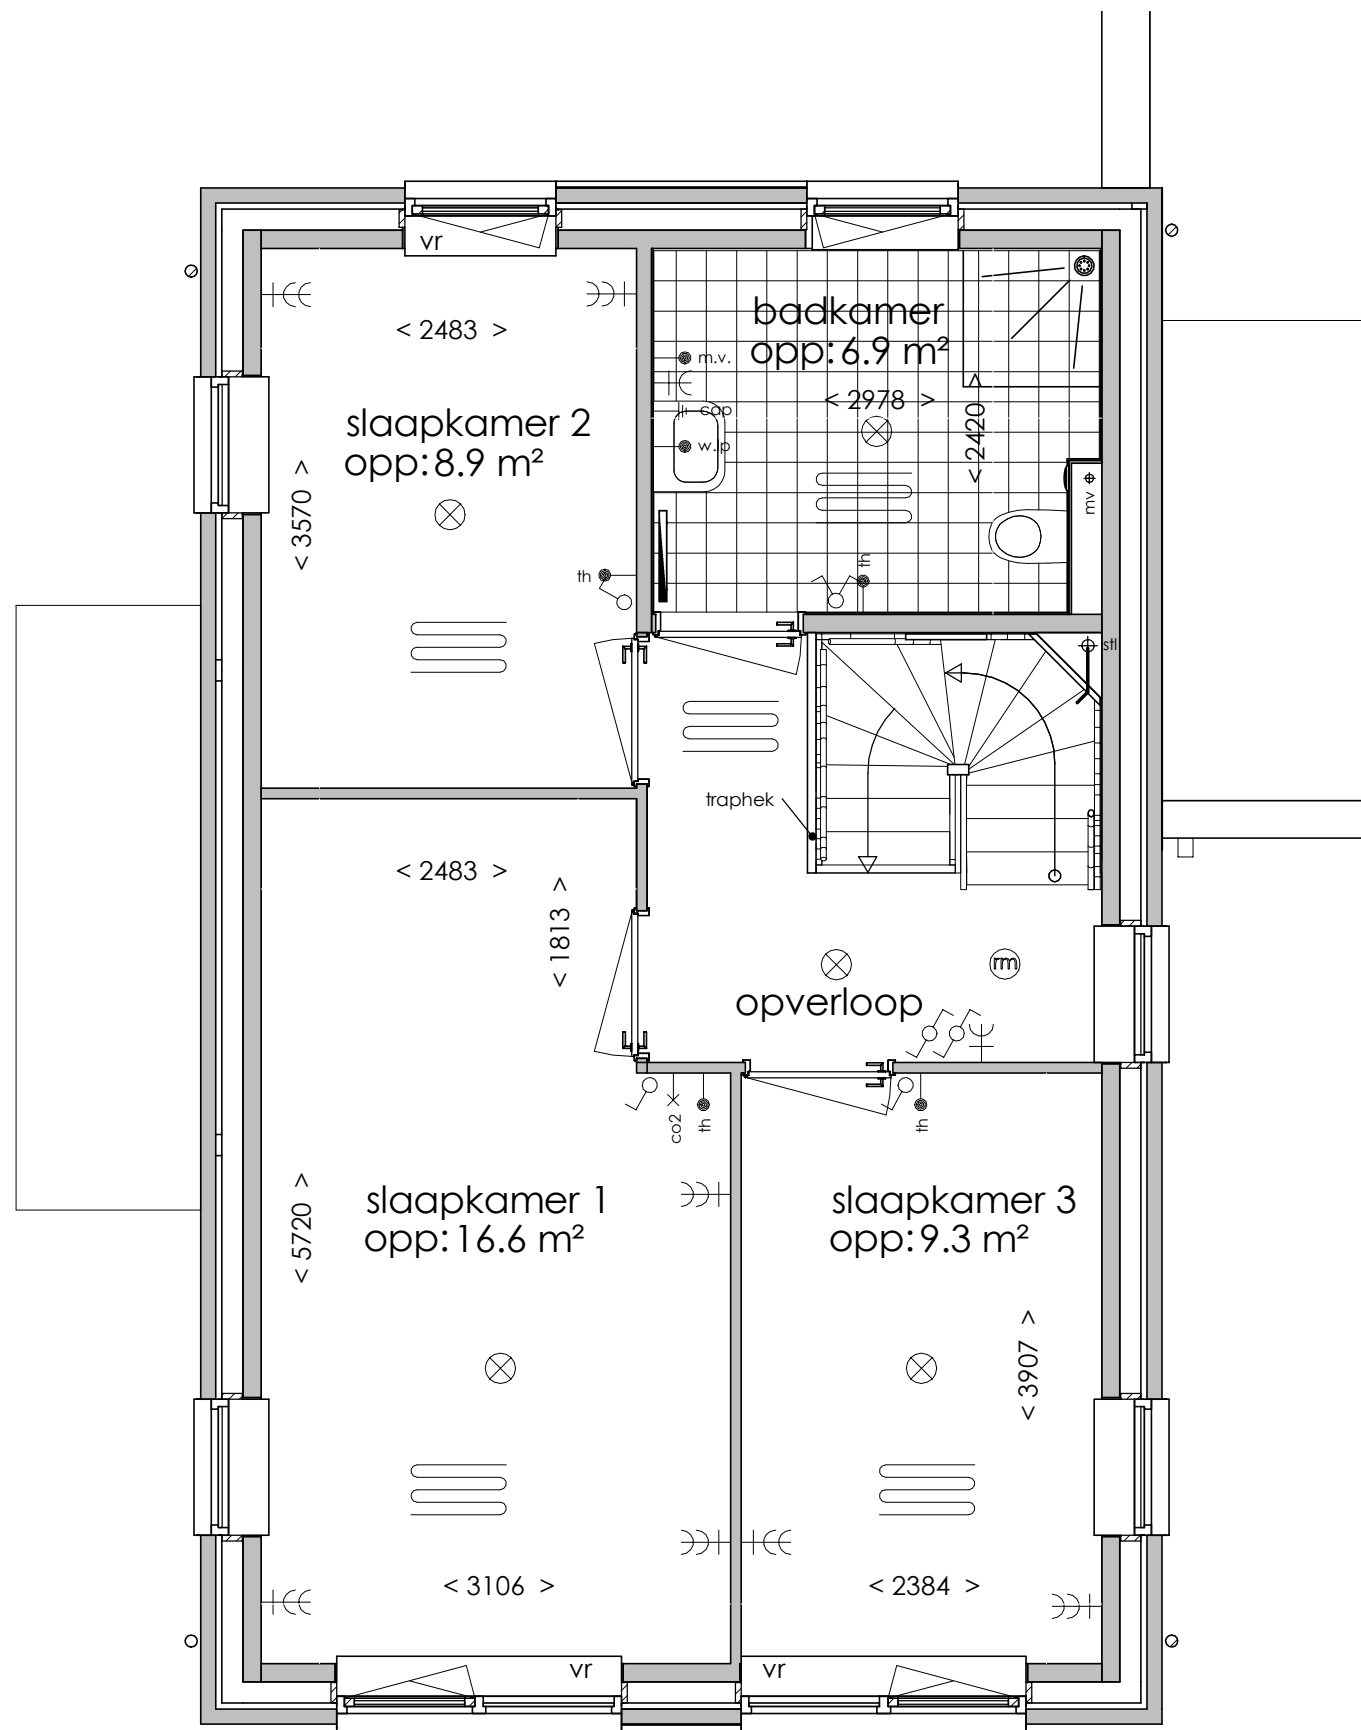 vr
< 2483 >
badkamer
opp: 6.9 m²
m.v.
< 2978 >
cap
< 2420 >
w.lp
slaapkamer 2
opp: 8.9 m²
< 3570 >
mv
th
th
stl
traphek
< 2483 >
< 1813 >
rm
opverloop
co2
th
th
< 5720 >
slaapkamer 1
opp: 16.6 m²
slaapkamer 3
opp: 9.3 m²
< 3907 >
< 3106 >
< 2384 >
vr
vr